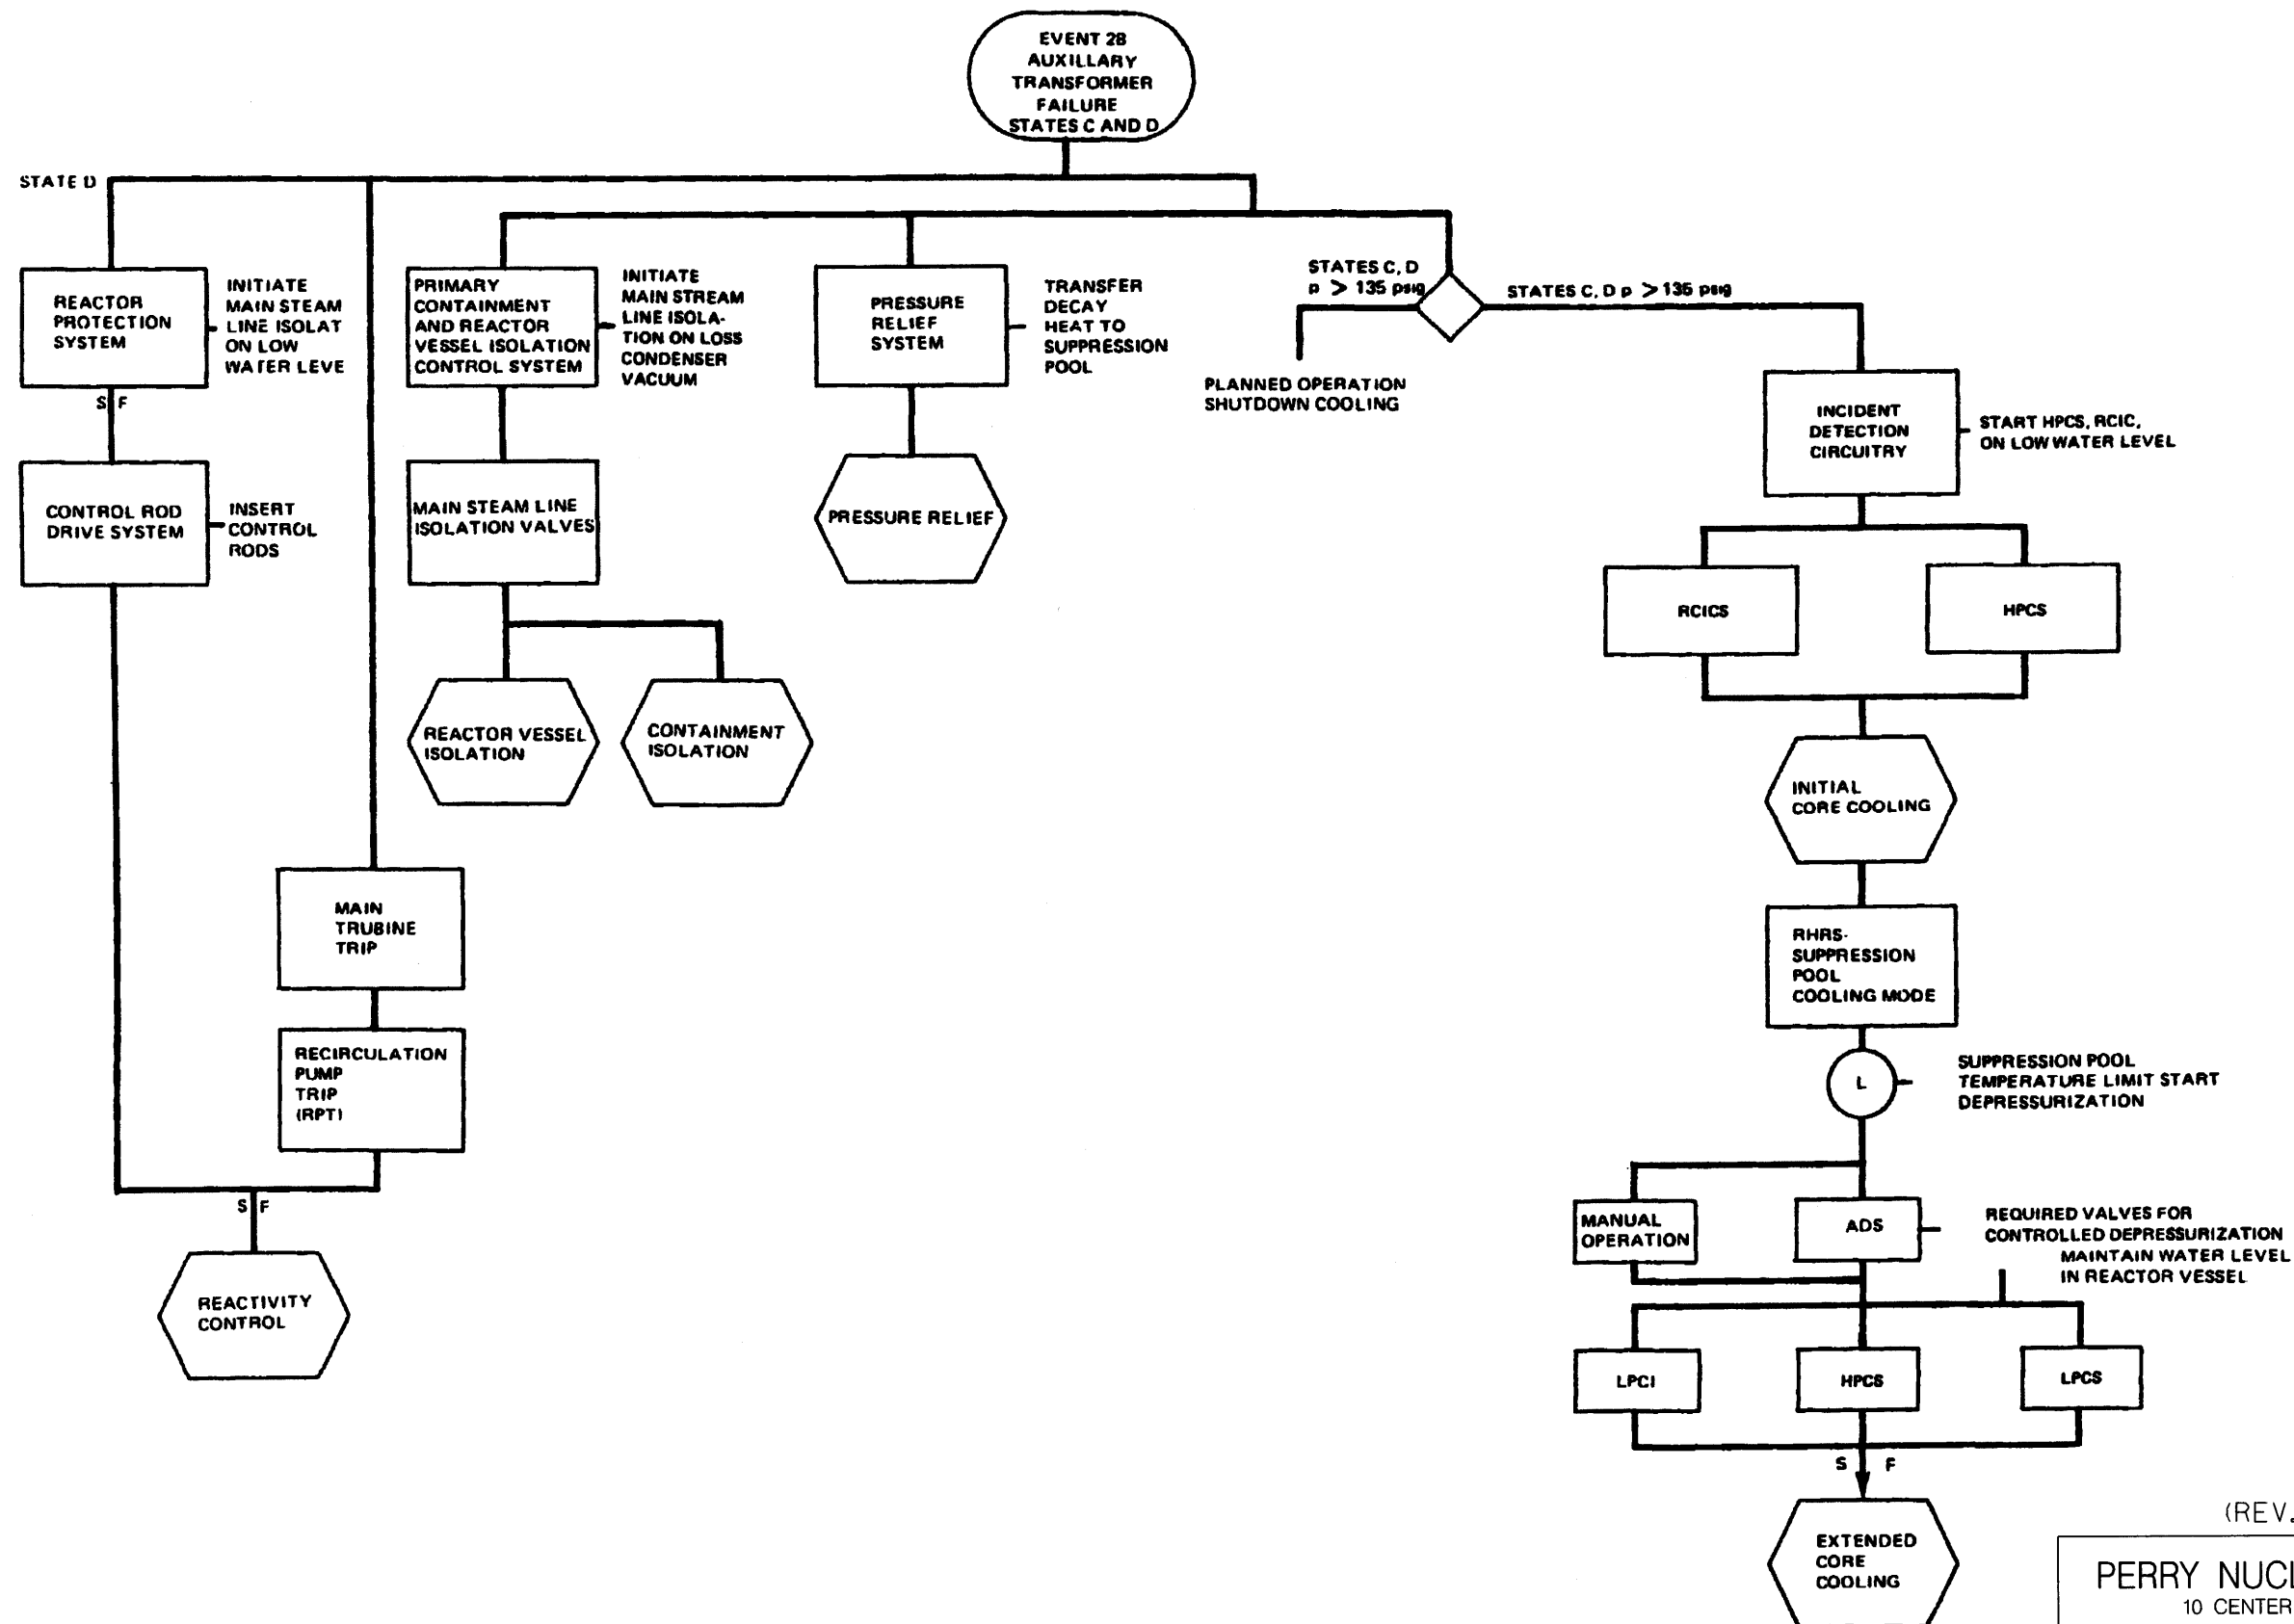 EVENT 28
AUXILLARY
TRANSFORMER
FAILURE
STATES C AND D
STATE D
REACTOR
PROTECTION
SYSTEM
INITIATE
MAIN STEAM
LINE ISOLAT
ON LOW
WATER LEVE
S F
CONTROL ROD
DRIVE SYSTEM
INSERT
CONTROL
RODS
PRIMARY
CONTAINMENT
AND REACTOR
VESSEL ISOLATION
CONTROL SYSTEM
INITIATE
MAIN STREAM
LINE ISOLA-
TION ON LOSS
CONDENSER
VACUUM
MAIN STEAM LINE
ISOLATION VALVES
REACTOR VESSEL
ISOLATION
CONTAINMENT
ISOLATION
PRESSURE
RELIEF
SYSTEM
TRANSFER
DECAY
HEAT TO
SUPPRESSION
POOL
PRESSURE RELIEF
STATES C, D
p > 135 psig
PLANNED OPERATION
SHUTDOWN COOLING
STATES C, D p > 135 psig
INCIDENT
DETECTION
CIRCUITRY
START HPCS, RCIC,
ON LOW WATER LEVEL
RCICS
HPCS
INITIAL
CORE COOLING
MAIN
TRUBINE
TRIP
RECIRCULATION
PUMP
TRIP
(RPT)
S F
REACTIVITY
CONTROL
RHRS-
SUPPRESSION
POOL
COOLING MODE
L
SUPPRESSION POOL
TEMPERATURE LIMIT START
DEPRESSURIZATION
MANUAL
OPERATION
ADS
REQUIRED VALVES FOR
CONTROLLED DEPRESSURIZATION
MAINTAIN WATER LEVEL
IN REACTOR VESSEL
LPCI
HPCS
LPCS
S F
EXTENDED
CORE
COOLING
(REV.
PERRY NUCL
10 CENTER